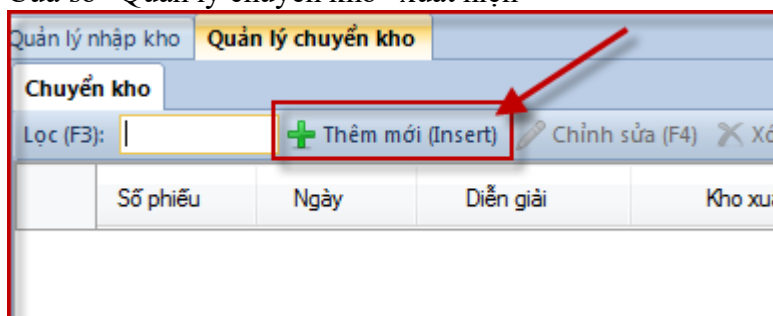 Quản lý nhập kho Quản lý chuyển kho
Chuyển kho
Lọc (F3): Thêm mới (Insert) Chỉnh sửa (F4)
Số phiếu Ngày Diễn giải Kho